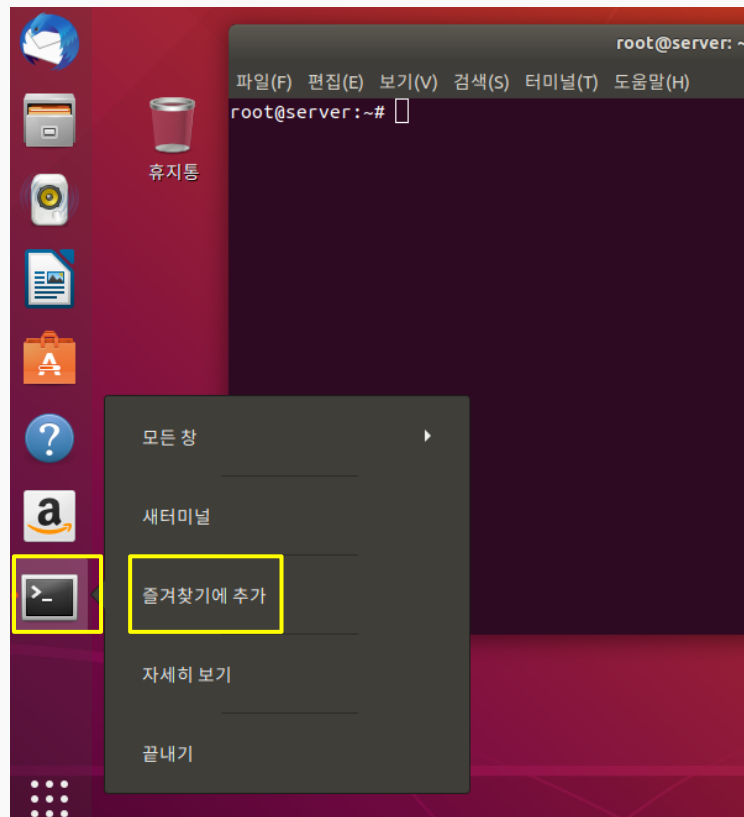 root@server: ~
파일(F) 편집(E) 보기(V) 검색(S) 터미널(T) 도움말(H)
root@server:~#
휴지통
모든 창
새터미널
즐겨찾기에 추가
자세히 보기
끝내기